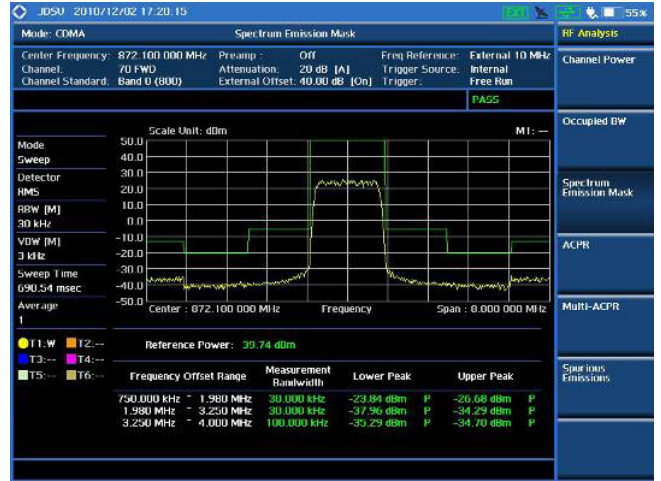 JDSU 2010/12/02 17:20:15
EXT
55%
Mode: CDMA
Spectrum Emission Mask
RF Analysis
Center Frequency: 872.100 000 MHz
Preamp : Off
Freq Reference: External 10 MHz
Channel: 70 FWD
Attenuation: 20 dB [A]
Trigger Source: Internal
Channel Standard: Band 0 (800)
External Offset: 40.00 dB [On]
Trigger: Free Run
Channel Power
PASS
Occupied BW
Spectrum
Emission Mask
ACPR
Multi-ACPR
Spurious
Emissions
Scale Unit: dBm
M1: --
Mode
Sweep
Detector
RMS
RBW [M]
30 kHz
VBW [M]
3 kHz
Sweep Time
690.54 msec
Average
1
T1:W T2:--
T3:-- T4:--
T5:-- T6:--
50.0
40.0
30.0
20.0
10.0
0.0
-10.0
-20.0
-30.0
-40.0
-50.0
Center : 872.100 000 MHz
Frequency
Span : 8.000 000 MHz
Reference Power: 39.74 dBm
Frequency Offset Range
Measurement
Bandwidth
Lower Peak
Upper Peak
750.000 kHz ~ 1.980 MHz 30.000 kHz -23.84 dBm P -26.68 dBm P
1.980 MHz ~ 3.250 MHz 30.000 kHz -37.96 dBm P -34.29 dBm P
3.250 MHz ~ 4.000 MHz 100.000 kHz -35.29 dBm P -34.70 dBm P